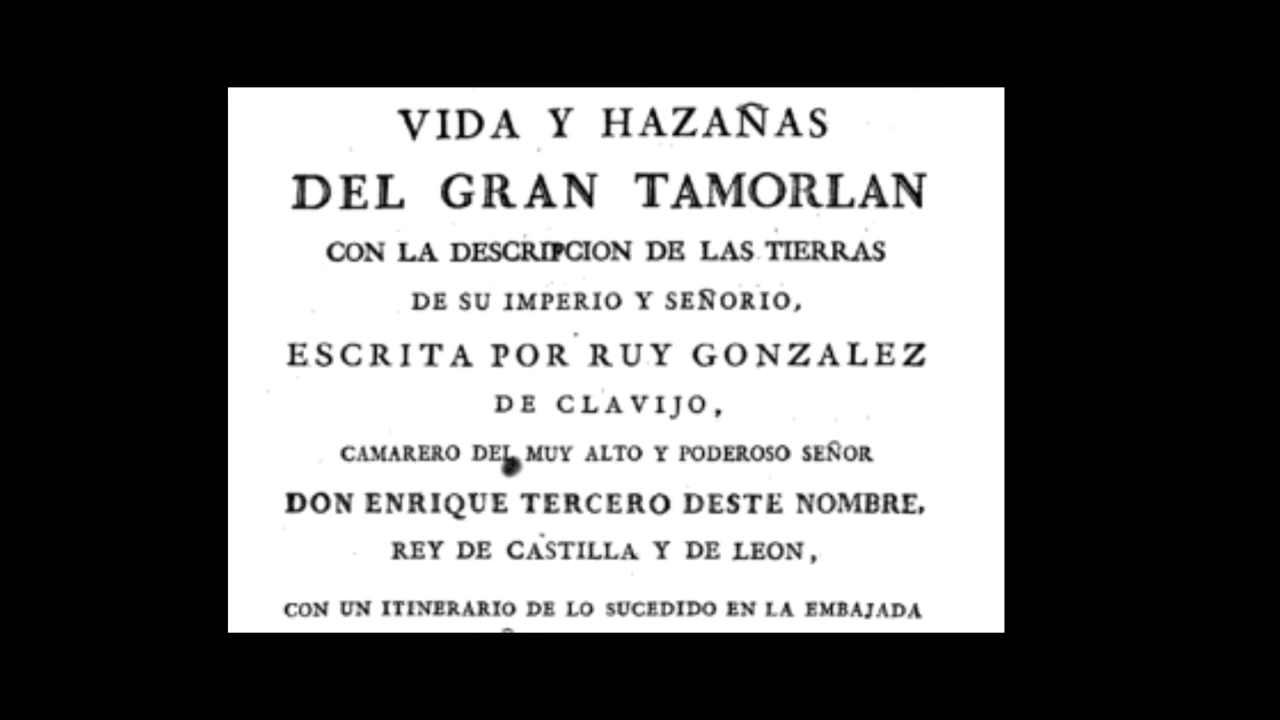 VIDA Y HAZAÑAS
DEL GRAN TAMORLAN
CON LA DESCRIPCION DE LAS TIERRAS
DE SU IMPERIO Y SEÑORIO,
ESCRITA POR RUY GONZALEZ
DE CLAVIJO,
CAMARERO DEL MUY ALTO Y PODEROSO SEÑOR
DON ENRIQUE TERCERO DESTE NOMBRE,
REY DE CASTILLA Y DE LEON,
CON UN ITINERARIO DE LO SUCEDIDO EN LA EMBAJADA